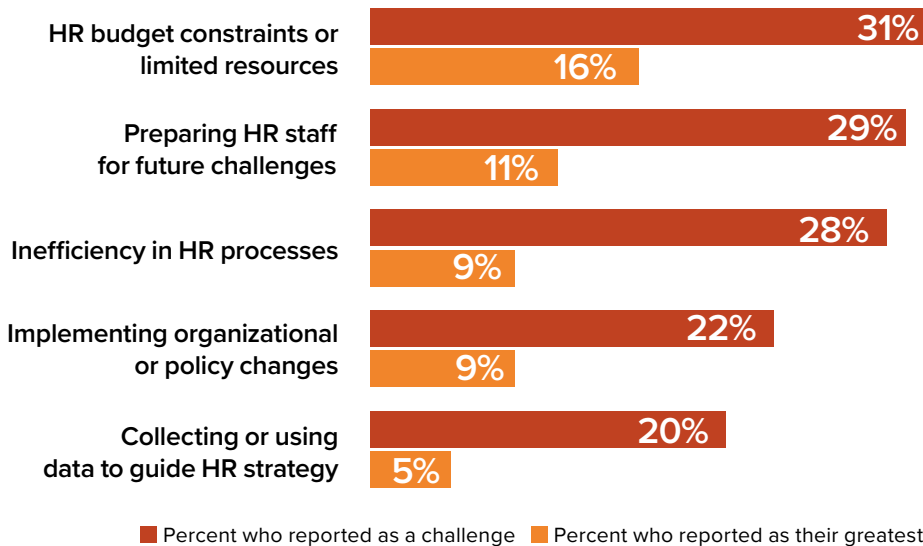 HR budget constraints or
limited resources
31%
16%
Preparing HR staff
for future challenges
29%
11%
Inefficiency in HR processes
28%
9%
Implementing organizational
or policy changes
22%
9%
Collecting or using
data to guide HR strategy
20%
5%
Percent who reported as a challenge
Percent who reported as their greatest